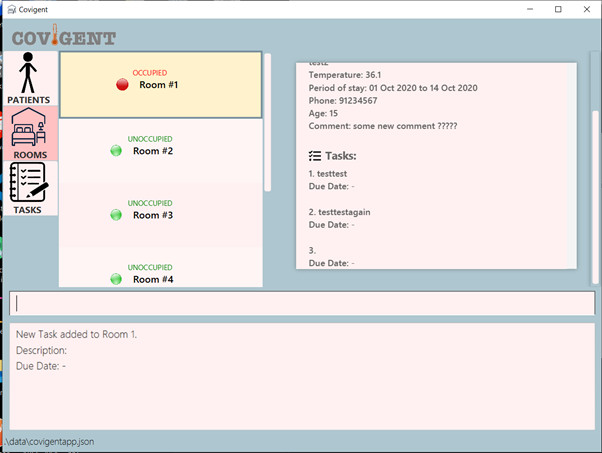 Covigent
COVIGENT
PATIENTS
ROOMS
TASKS
OCCUPIED
Room #1
UNOCCUPIED
Room #2
UNOCCUPIED
Room #3
UNOCCUPIED
Room #4
test2
Temperature: 36.1
Period of stay: 01 Oct 2020 to 14 Oct 2020
Phone: 91234567
Age: 15
Comment: some new comment ?????
Tasks:
1. testtest
Due Date: -
2. testtestagain
Due Date: -
3.
Due Date: -
New Task added to Room 1.
Description:
Due Date: -
.\data\covigentapp.json